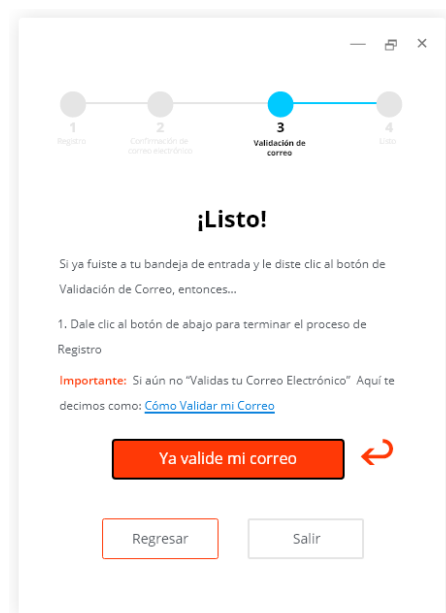 1
2
3
4
Registro
Confirmación de
correo electrónico
Validación de
correo
Listo
¡Listo!
Si ya fuiste a tu bandeja de entrada y le diste clic al botón de
Validación de Correo, entonces...
1. Dale clic al botón de abajo para terminar el proceso de
Registro
Importante: Si aún no “Validas tu Correo Electrónico” Aquí te
decimos como: Cómo Validar mi Correo
Ya valide mi correo
Regresar
Salir